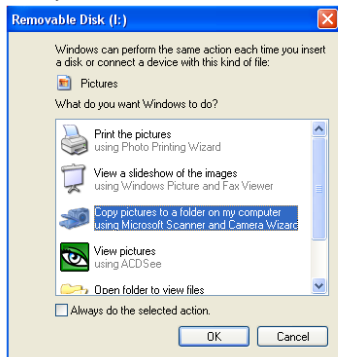 Removable Disk (I:)
Windows can perform the same action each time you insert
a disk or connect a device with this kind of file:
Pictures
What do you want Windows to do?
Print the pictures
using Photo Printing Wizard
View a slideshow of the images
using Windows Picture and Fax Viewer
Copy pictures to a folder on my computer
using Microsoft Scanner and Camera Wizard
View pictures
using ACDSee
Open folder to view files
Always do the selected action.
OK
Cancel